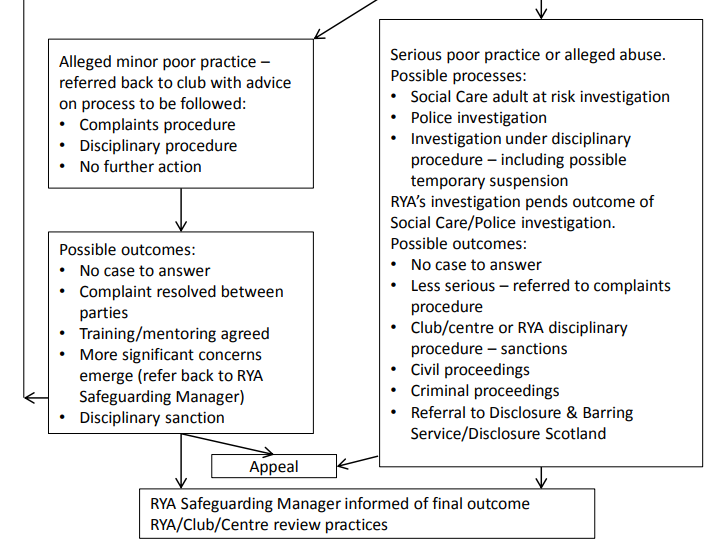 Alleged minor poor practice –
referred back to club with advice
on process to be followed:
• Complaints procedure
• Disciplinary procedure
• No further action
Possible outcomes:
• No case to answer
• Complaint resolved between
parties
• Training/mentoring agreed
• More significant concerns
emerge (refer back to RYA
Safeguarding Manager)
• Disciplinary sanction
Serious poor practice or alleged abuse.
Possible processes:
• Social Care adult at risk investigation
• Police investigation
• Investigation under disciplinary
procedure – including possible
temporary suspension
RYA’s investigation pends outcome of
Social Care/Police investigation.
Possible outcomes:
• No case to answer
• Less serious – referred to complaints
procedure
• Club/centre or RYA disciplinary
procedure – sanctions
• Civil proceedings
• Criminal proceedings
• Referral to Disclosure & Barring
Service/Disclosure Scotland
Appeal
RYA Safeguarding Manager informed of final outcome
RYA/Club/Centre review practices